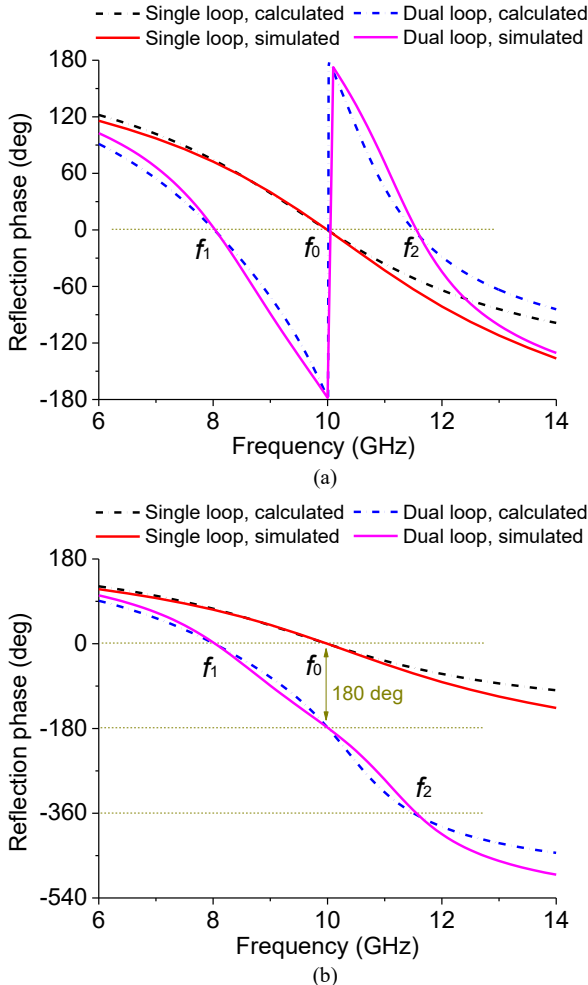 Single loop, calculated Dual loop, calculated
Single loop, simulated Dual loop, simulated
180
120
60
0
-60
-120
-180
Reflection phase (deg)
f1
f0
f2
6 8 10 12 14
Frequency (GHz)
(a)
Single loop, calculated Dual loop, calculated
Single loop, simulated Dual loop, simulated
180
0
-180
-360
-540
Reflection phase (deg)
f1
f0
180 deg
f2
6 8 10 12 14
Frequency (GHz)
(b)